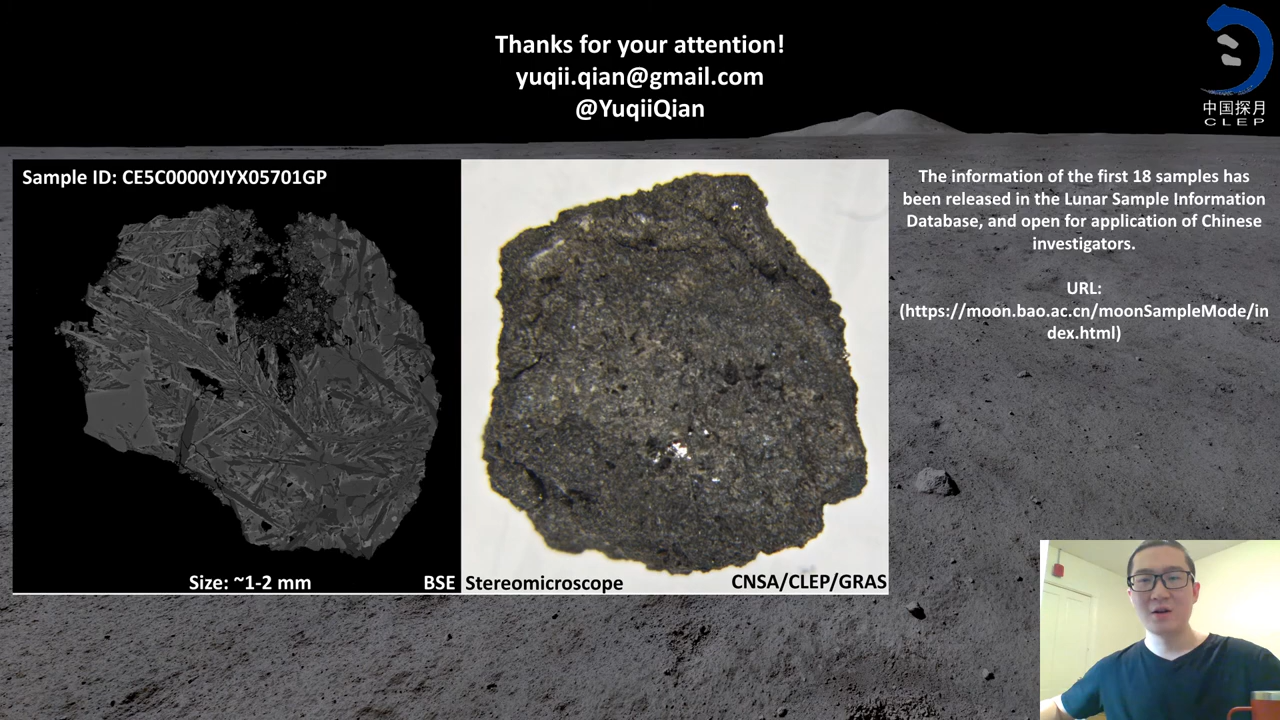 Thanks for your attention!
yuqii.qian@gmail.com
@YuqiiQian
中国探月
CLEP
Sample ID: CE5C0000YJYX05701GP
Size: ~1-2 mm
BSE
Stereomicroscope
CNSA/CLEP/GRAS
The information of the first 18 samples has
been released in the Lunar Sample Information
Database, and open for application of Chinese
investigators.
URL:
(https://moon.bao.ac.cn/moonSampleMode/in
dex.html)